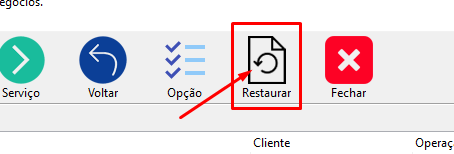 egócios.
Serviço Voltar Opção Restaurar Fechar
Cliente Operaç